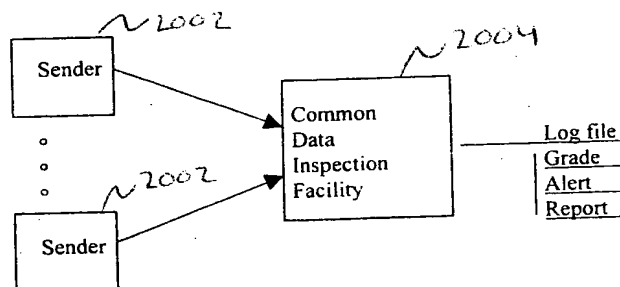 2002
Sender
2004
Common
Data
Inspection
Facility
Log file
Grade
Alert
Report
2002
Sender